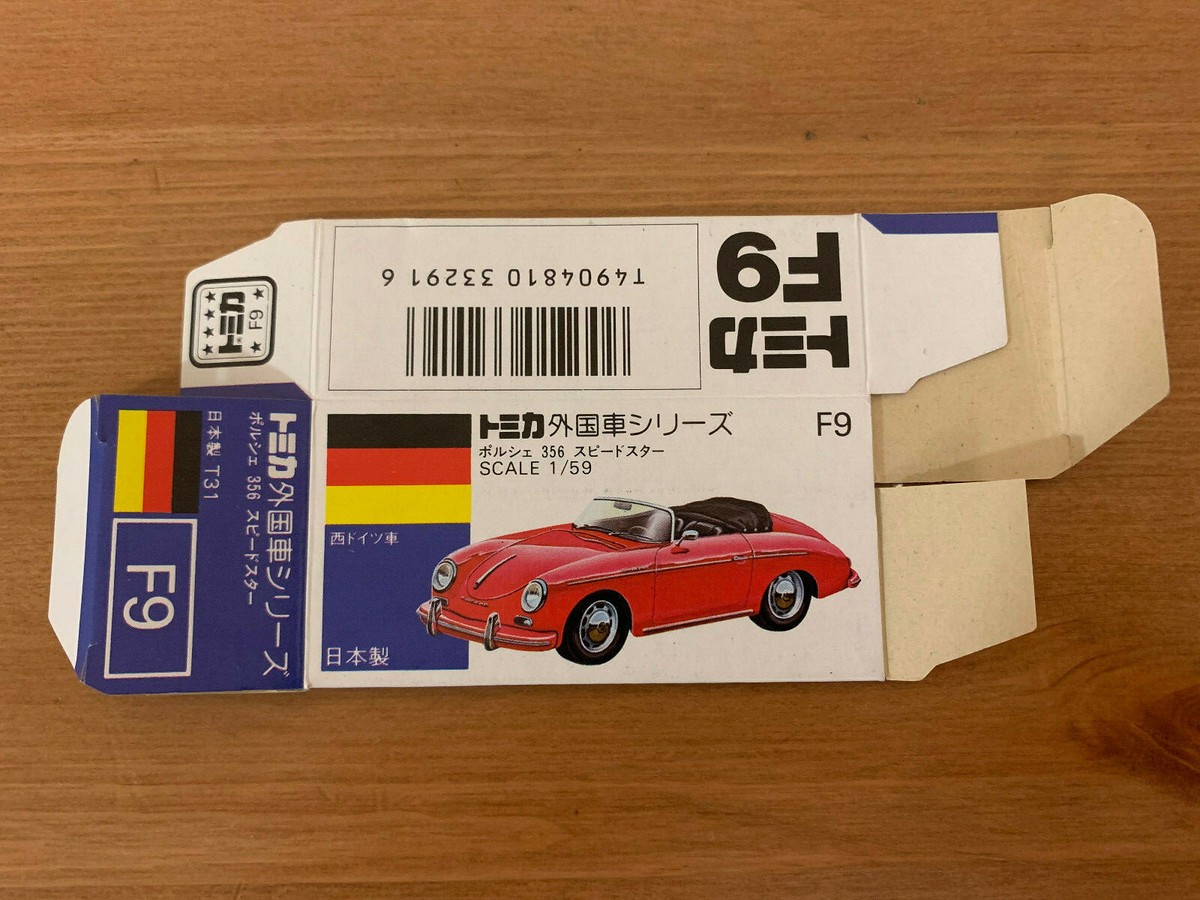 トミカ
F9
T4904810 33291 6
トミカ
F9
トミカ外国車シリーズ
F9
ポルシェ 356 スピードスター
SCALE 1/59
西ドイツ車
日本製
トミカ外国車シリーズ
ポルシェ 356 スピードスター
日本製 T31
F9